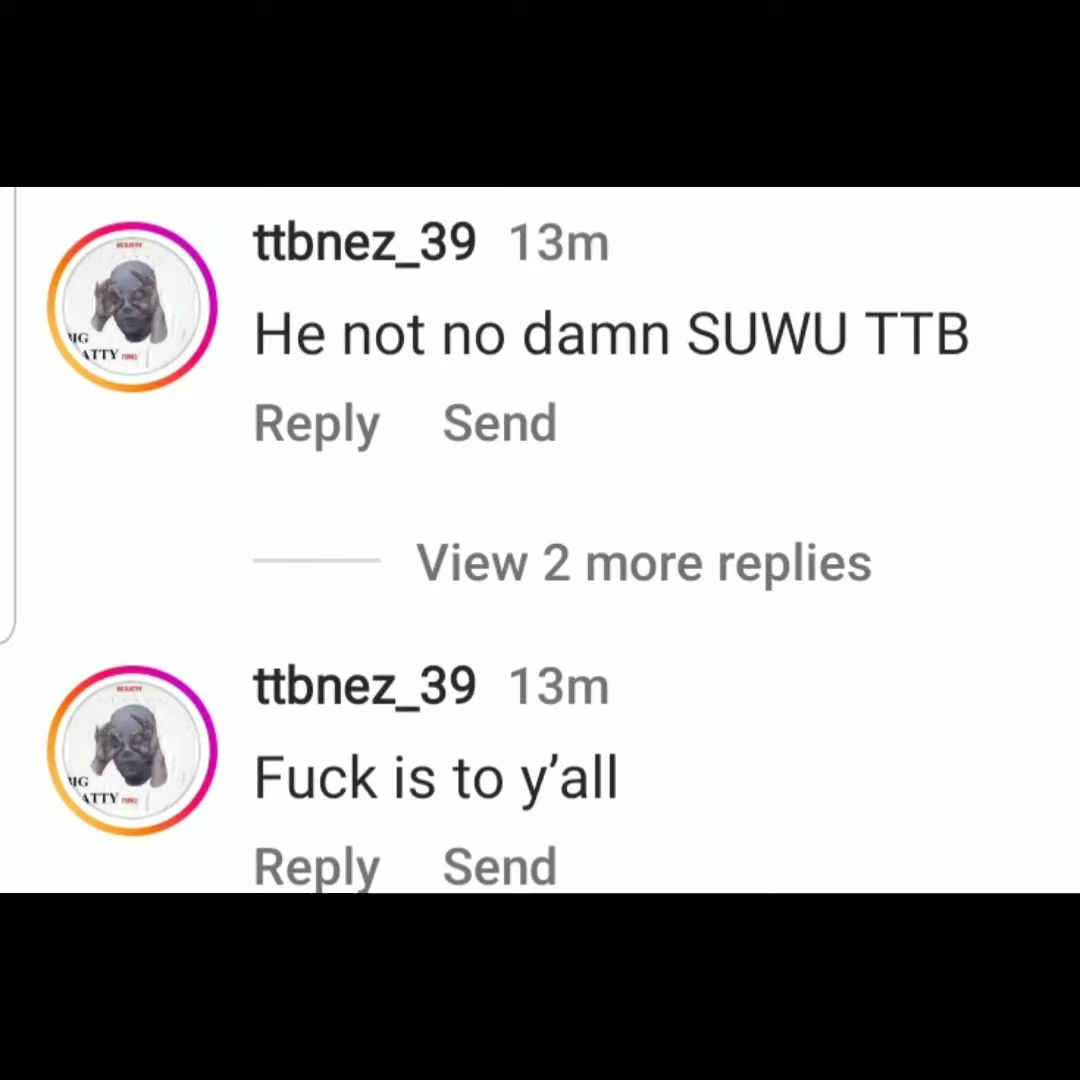 ttbnez_39 13m
He not no damn SUWU TTB
Reply Send
View 2 more replies
ttbnez_39 13m
Fuck is to y’all
Reply Send